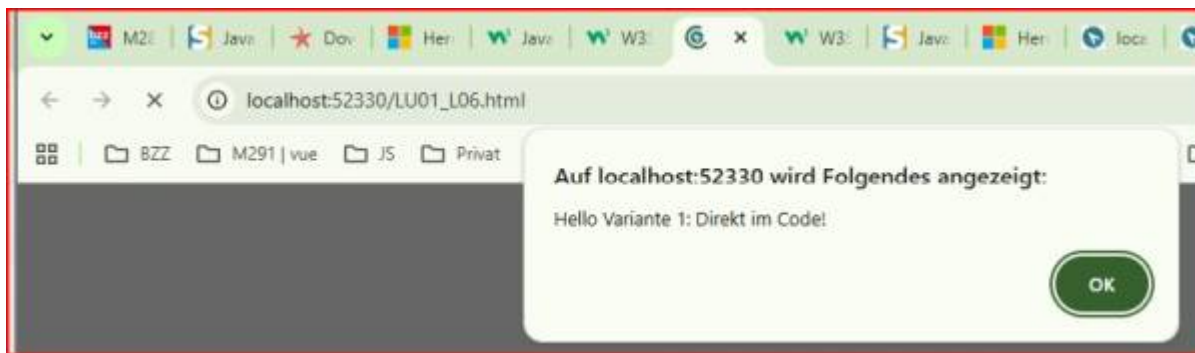 M28 Java Dov Her Java W3 W3 Java Her loca
localhost:52330/LU01_L06.html
BZZ M291 | vue JS Privat
Auf localhost:52330 wird Folgendes angezeigt:
Hello Variante 1: Direkt im Code!
OK